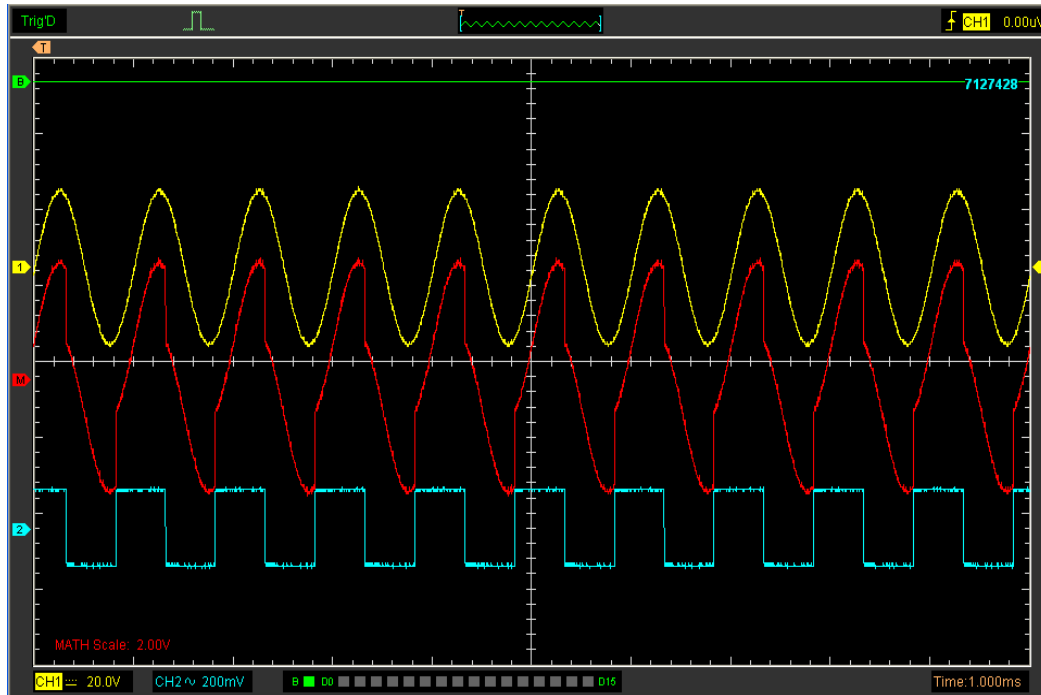 Trig'D
T
CH1 0.00uV
T
B
7127428
1
M
2
MATH Scale: 2.00V
CH1 20.0V CH2 ∿ 200mV B D0 D15 Time:1.000ms